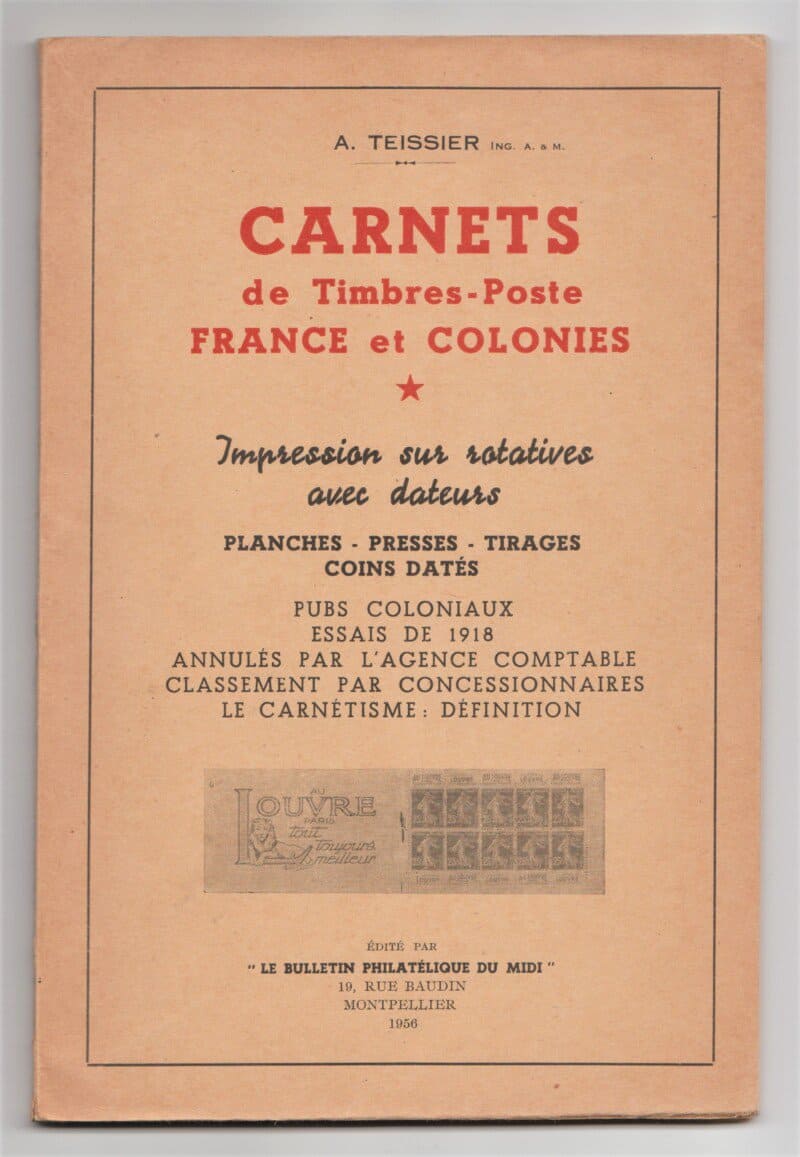 A. TEISSIER ING. A. & M.
CARNETS
de Timbres-Poste
FRANCE et COLONIES
Impression sur rotatives
avec dateurs
PLANCHES - PRESSES - TIRAGES
COINS DATÉS
PUBS COLONIAUX
ESSAIS DE 1918
ANNULÉS PAR L'AGENCE COMPTABLE
CLASSEMENT PAR CONCESSIONNAIRES
LE CARNÉTISME : DÉFINITION
AU
LOUVRE
PARIS
tout
toujours
meilleur
ÉDITÉ PAR
" LE BULLETIN PHILATÉLIQUE DU MIDI "
19, RUE BAUDIN
MONTPELLIER
1956